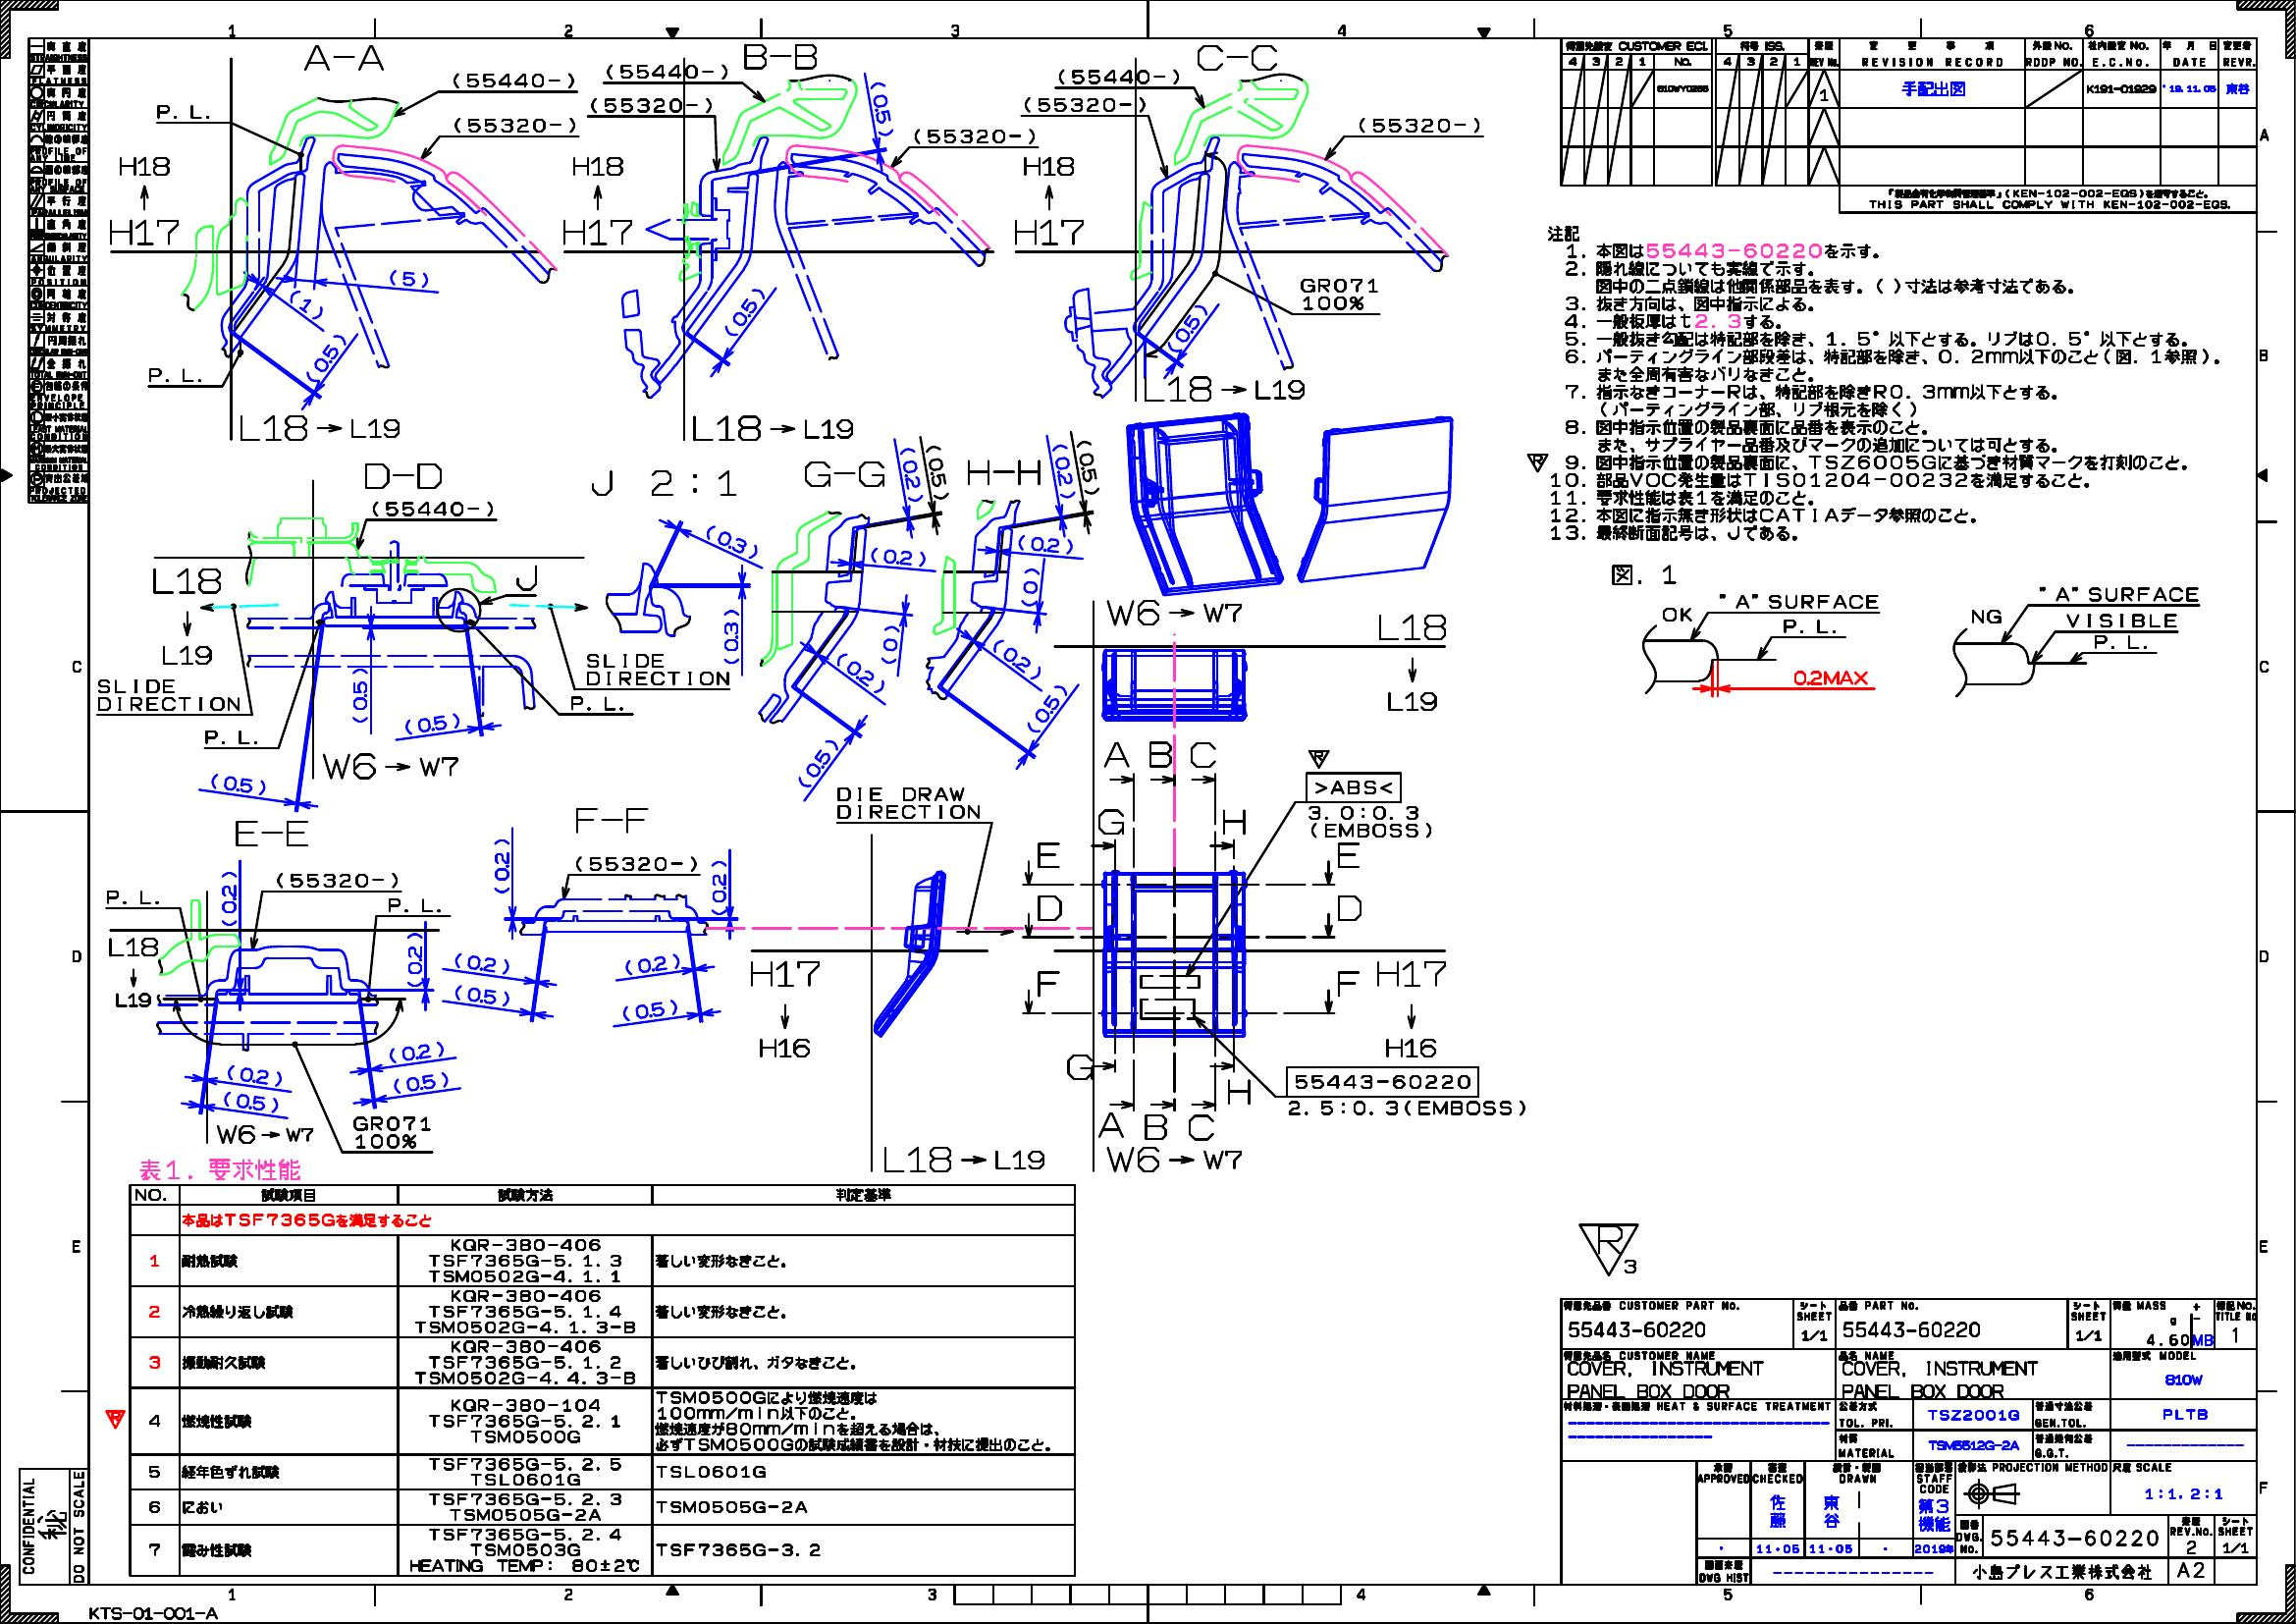 1 2 3 4 5 6
A-A
B-B
C-C
(55440-)
(55320-)
P. L.
H18
H17
(5)
(1)
(0.5)
P. L.
L18→L19
(55440-)
(55320-)
(0.5)
(55320-)
H18
H17
(0.5)
L18→L19
(55440-)
(55320-)
(55320-)
H18
H17
GR071
100%
(0.5)
L18→L19
D-D
(55440-)
L18
L19
J
SLIDE
DIRECTION
SLIDE
DIRECTION
P. L.
P. L.
(0.5)
(0.5)
(0.5)
W6→W7
J 2:1
(0.3)
(0.3)
G-G
(0.2)
(0.5)
(0.2)
(0)
(0.2)
(0.5)
H-H
(0.2)
(0.5)
(0.2)
(0)
(0.2)
(0.5)
W6→W7
L18
L19
E-E
(55320-)
P. L.
P. L.
(0.2)
(0.2)
L18
L19
(0.2)
(0.5)
(0.2)
(0.5)
GR071
100%
W6→W7
F-F
(55320-)
(0.2)
(0.2)
(0.2)
(0.5)
(0.2)
(0.5)
DIE DRAW
DIRECTION
H17
H16
L18→L19
A B C
G H
E E
D D
F F
G H
A B C
W6→W7
H17
H16
>ABS<
3.0:0.3
(EMBOSS)
55443-60220
2.5:0.3(EMBOSS)
得意先設変 CUSTOMER ECI.
4 3 2 1 NO.
符号 ISS.
4 3 2 1
来歴 REV No.
変更事項
REVISION RECORD
外設 NO.
RDDP NO.
社内設変 NO.
E.C.No.
年月日
DATE
変更者
REVR.
1
手配出図
K191-01929
'19.11.05
東谷
(KEN-102-002-EQS)を遵守すること。
THIS PART SHALL COMPLY WITH KEN-102-002-EQS.
注記
1. 本図は55443-60220を示す。
2. 隠れ線についても実線で示す。
図中の二点鎖線は他関係部品を表す。( )寸法は参考寸法である。
3. 抜き方向は、図中指示による。
4. 一般板厚はt2.3する。
5. 一般抜き勾配は特記部を除き、1.5°以下とする。リブは0.5°以下とする。
6. パーティングライン部段差は、特記部を除き、0.2mm以下のこと(図.1参照)。
また全周有害なバリなきこと。
7. 指示なきコーナーRは、特記部を除きR0.3mm以下とする。
(パーティングライン部、リブ根元を除く)
8. 図中指示位置の製品裏面に品番を表示のこと。
また、サプライヤー品番及びマークの追加については可とする。
9. 図中指示位置の製品裏面に、TSZ6005Gに基づき材質マークを打刻のこと。
10. 部品VOC発生量はTIS01204-00232を満足すること。
11. 要求性能は表1を満足のこと。
12. 本図に指示無き形状はCATIAデータ参照のこと。
13. 最終断面記号は、Jである。
図. 1
OK
"A" SURFACE
P. L.
0.2MAX
NG
"A" SURFACE
VISIBLE
P. L.
表1. 要求性能
NO. 試験項目 試験方法 判定基準
本品はTSF7365Gを満足すること
1 耐熱試験 KQR-380-406 TSF7365G-5.1.3 TSM0502G-4.1.1 著しい変形なきこと。
2 冷熱繰り返し試験 KQR-380-406 TSF7365G-5.1.4 TSM0502G-4.1.3-B 著しい変形なきこと。
3 振動耐久試験 KQR-380-406 TSF7365G-5.1.2 TSM0502G-4.4.3-B 著しいひび割れ、ガタなきこと。
4 燃焼性試験 KQR-380-104 TSF7365G-5.2.1 TSM0500G
TSM0500Gにより燃焼速度は
100mm/min以下のこと。
燃焼速度が80mm/minを超える場合は、
必ずTSM0500Gの試験成績書を設計・材技に提出のこと。
5 経年色ずれ試験 TSF7365G-5.2.5 TSL0601G TSL0601G
6 におい TSF7365G-5.2.3 TSM0505G-2A TSM0505G-2A
7 曇み性試験 TSF7365G-5.2.4 TSM0503G HEATING TEMP: 80±2℃ TSF7365G-3.2
R 3
得意先品番 CUSTOMER PART No.
55443-60220
シート SHEET 1/1
品番 PART No.
55443-60220
シート SHEET 1/1
質量 MASS g + -
4.60MB
TITLE No
1
得意先品名 CUSTOMER NAME
COVER, INSTRUMENT
PANEL BOX DOOR
品名 NAME
COVER, INSTRUMENT
PANEL BOX DOOR
適用型式 MODEL
810W
材料処理・表面処理 HEAT & SURFACE TREATMENT
公差方式 TOL. PRI.
TSZ2001G
普通寸法公差 GEN.TOL.
PLTB
材質 MATERIAL
TSM5512G-2A
普通幾何公差 G.G.T.
承認 APPROVED
審査 CHECKED
佐藤
11・05
設計・製図 DRAWN
東谷
11・05
担当部署 STAFF CODE
第3機能
2019年
投影法 PROJECTION METHOD
尺度 SCALE
1:1. 2:1
図番 DWG. No.
55443-60220
来歴 REV.NO. 2
シート SHEET 1/1
図面来歴 DWG HIST
小島プレス工業株式会社
A2
CONFIDENTIAL
秘
DO NOT SCALE
1 2 3 4 5 6
KTS-01-001-A